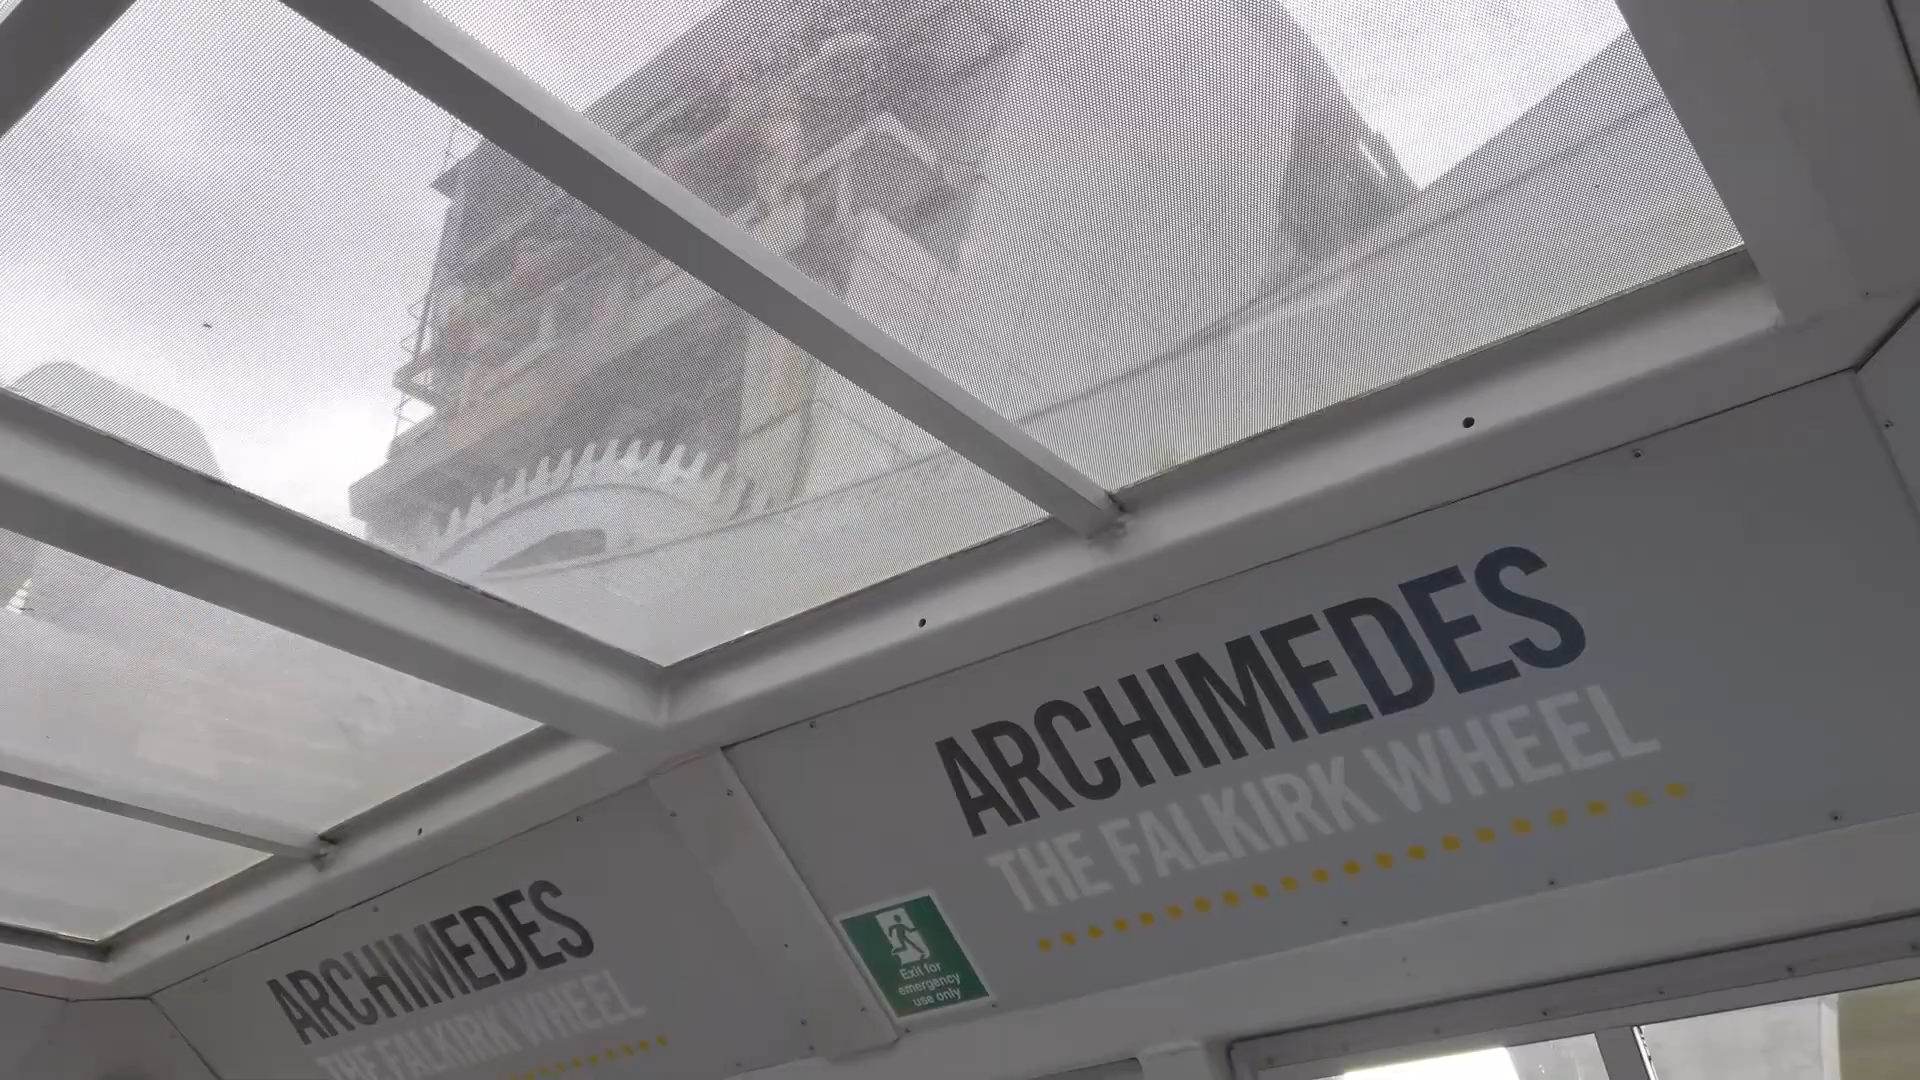 ARCHIMEDES
THE FALKIRK WHEEL
Exit for
emergency
use only
ARCHIMEDES
THE FALKIRK WHEEL